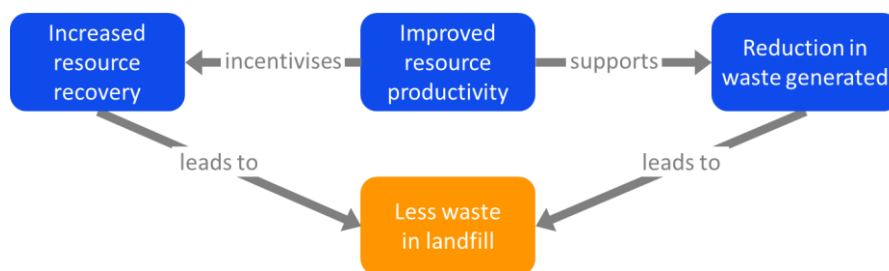 Increased
resource
recovery
incentivises
Improved
resource
productivity
supports
Reduction in
waste generated
leads to
leads to
Less waste
in landfill